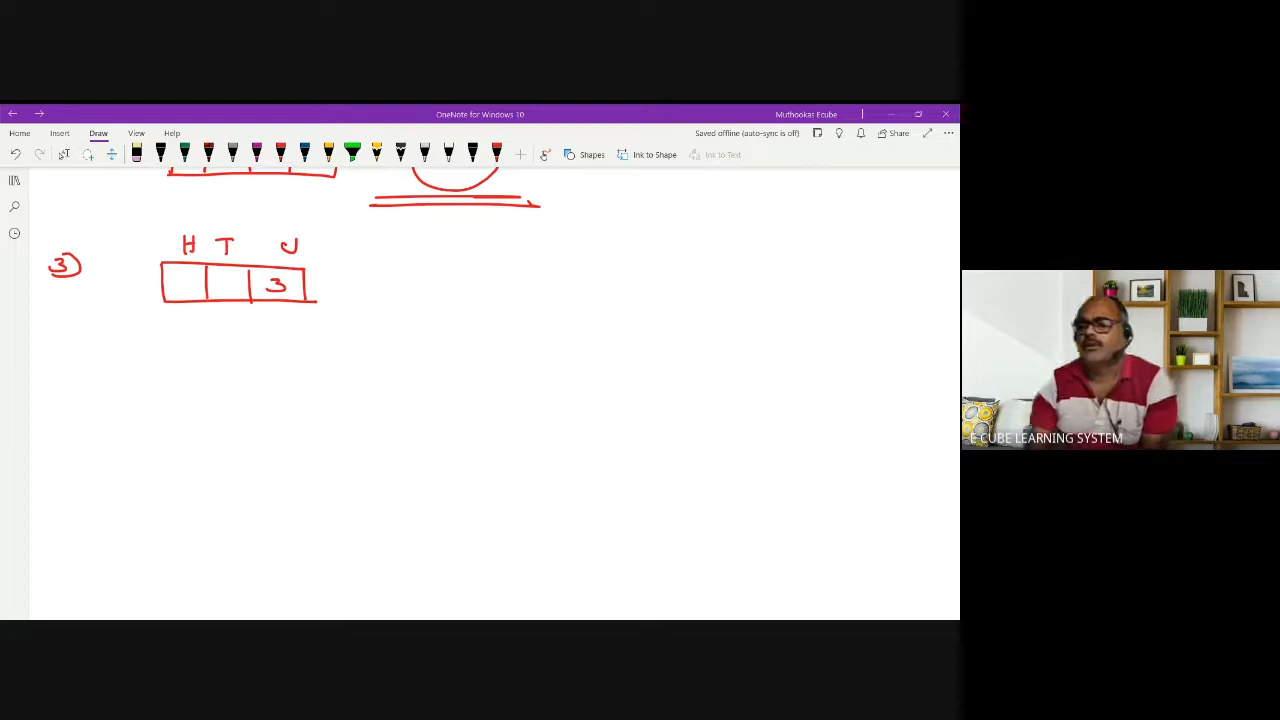 OneNote for Windows 10
Muthookas Ecube
Home Insert Draw View Help
Saved offline (auto-sync is off)
Share
Shapes
Ink to Shape
Ink to Text
H T U
3)
3
E CUBE LEARNING SYSTEM